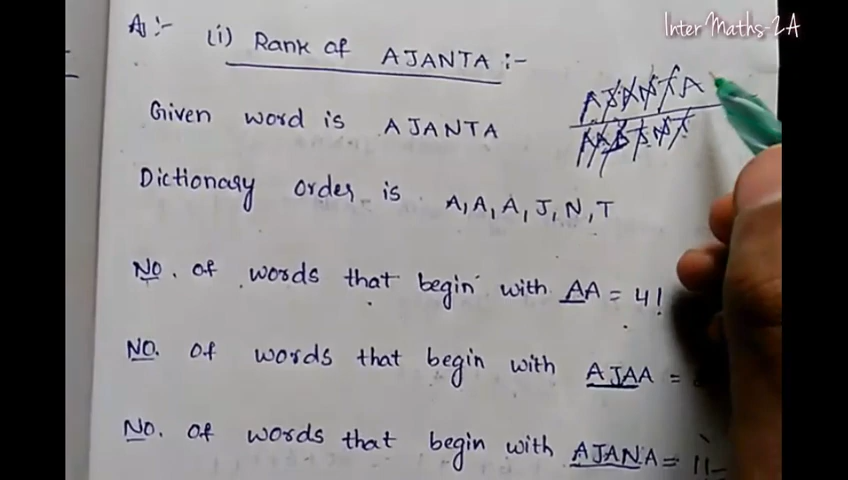 Inter Maths-2A
A:- (i) Rank of AJANTA :-
AJANTA
Given word is AJANTA
Dictionary order is A, A, A, J, N, T
No. of words that begin with AA = 4!
No. of words that begin with AJAA =
No. of words that begin with AJANA =